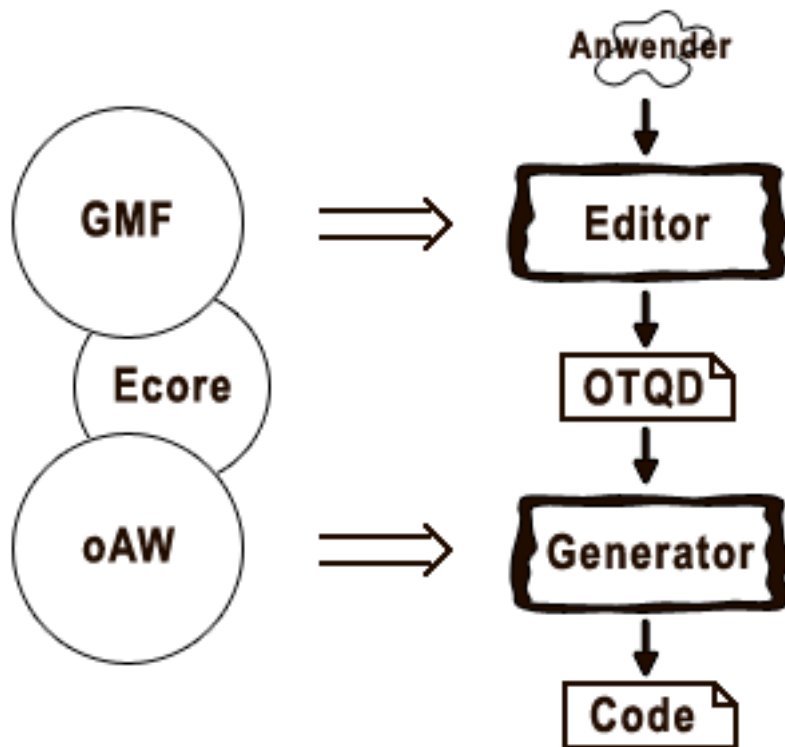 Anwender
GMF
Editor
Ecore
OTQD
oAW
Generator
Code